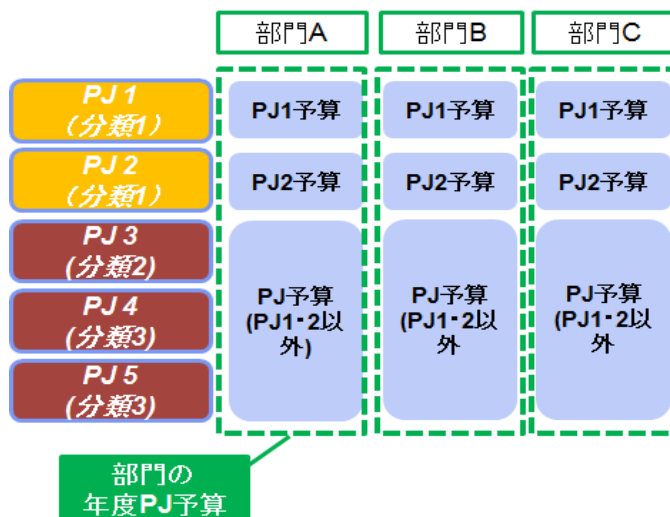 部門A
部門B
部門C
PJ 1
（分類1）
PJ1予算
PJ1予算
PJ1予算
PJ 2
（分類1）
PJ2予算
PJ2予算
PJ2予算
PJ 3
(分類2)
PJ 4
(分類3)
PJ 5
(分類3)
PJ予算
(PJ1・2以
外)
PJ予算
(PJ1・2以
外
PJ予算
(PJ1・2以
外
部門の
年度PJ予算